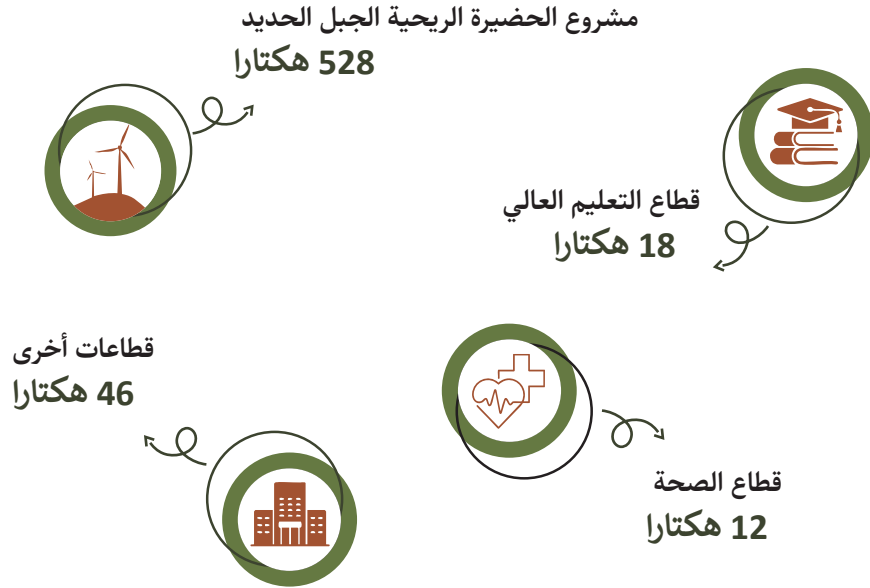 مشروع الحضيرة الريحية الجبل الحديد
528 هكتارا
قطاع التعليم العالي
18 هكتارا
قطاعات أخرى
46 هكتارا
قطاع الصحة
12 هكتارا